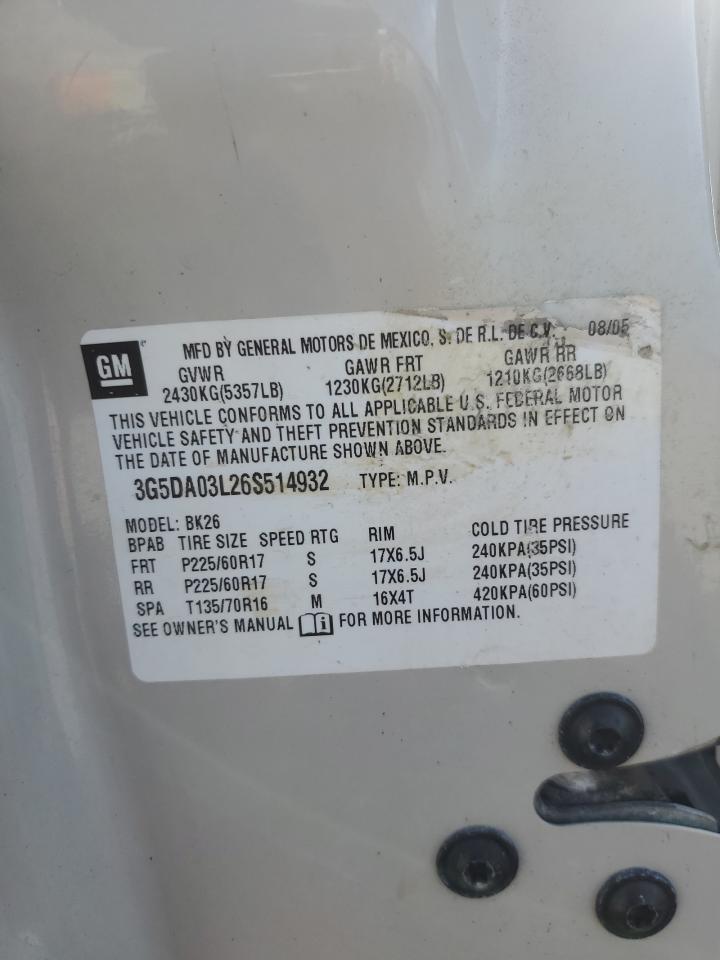 GM
MFD BY GENERAL MOTORS DE MEXICO, S. DE R.L. DE C.V. 08/05
GVWR GAWR FRT GAWR RR
2430KG(5357LB) 1230KG(2712LB) 1210KG(2668LB)
THIS VEHICLE CONFORMS TO ALL APPLICABLE U.S. FEDERAL MOTOR
VEHICLE SAFETY AND THEFT PREVENTION STANDARDS IN EFFECT ON
THE DATE OF MANUFACTURE SHOWN ABOVE.
3G5DA03L26S514932 TYPE: M.P.V.
MODEL: BK26
BPAB TIRE SIZE SPEED RTG RIM COLD TIRE PRESSURE
FRT P225/60R17 S 17X6.5J 240KPA(35PSI)
RR P225/60R17 S 17X6.5J 240KPA(35PSI)
SPA T135/70R16 M 16X4T 420KPA(60PSI)
SEE OWNER'S MANUAL i FOR MORE INFORMATION.